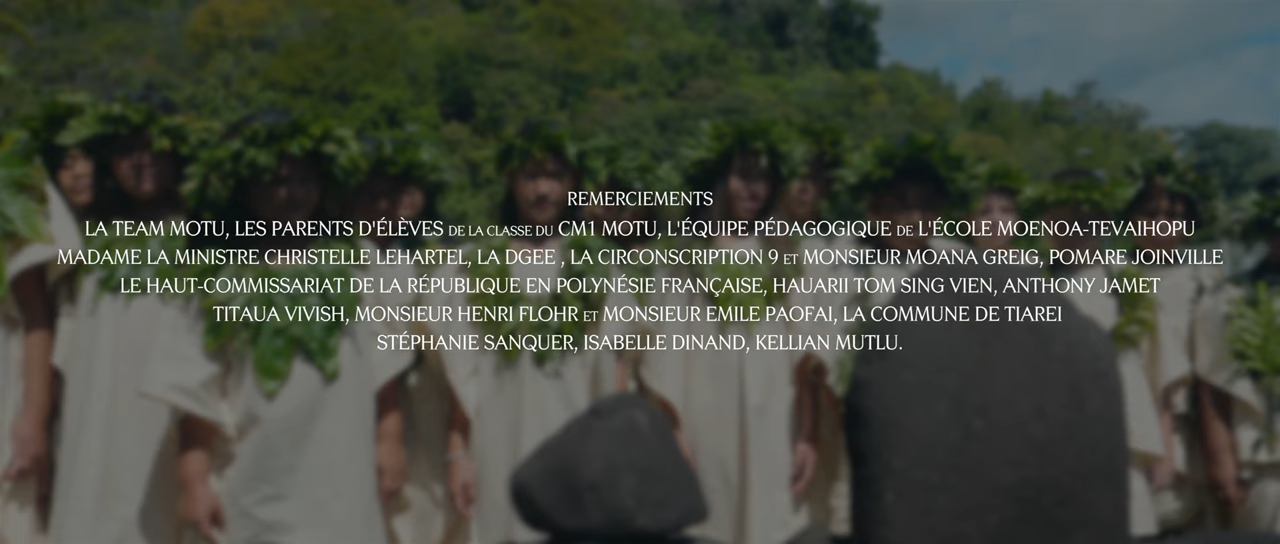 REMERCIEMENTS
LA TEAM MOTU, LES PARENTS D'ÉLÈVES DE LA CLASSE DU CM1 MOTU, L'ÉQUIPE PÉDAGOGIQUE DE L'ÉCOLE MOENOA-TEVAIHOPU
MADAME LA MINISTRE CHRISTELLE LEHARTEL, LA DGEE , LA CIRCONSCRIPTION 9 ET MONSIEUR MOANA GREIG, POMARE JOINVILLE
LE HAUT-COMMISSARIAT DE LA RÉPUBLIQUE EN POLYNÉSIE FRANÇAISE, HAUARII TOM SING VIEN, ANTHONY JAMET
TITAUA VIVISH, MONSIEUR HENRI FLOHR ET MONSIEUR EMILE PAOFAI, LA COMMUNE DE TIAREI
STÉPHANIE SANQUER, ISABELLE DINAND, KELLIAN MUTLU.